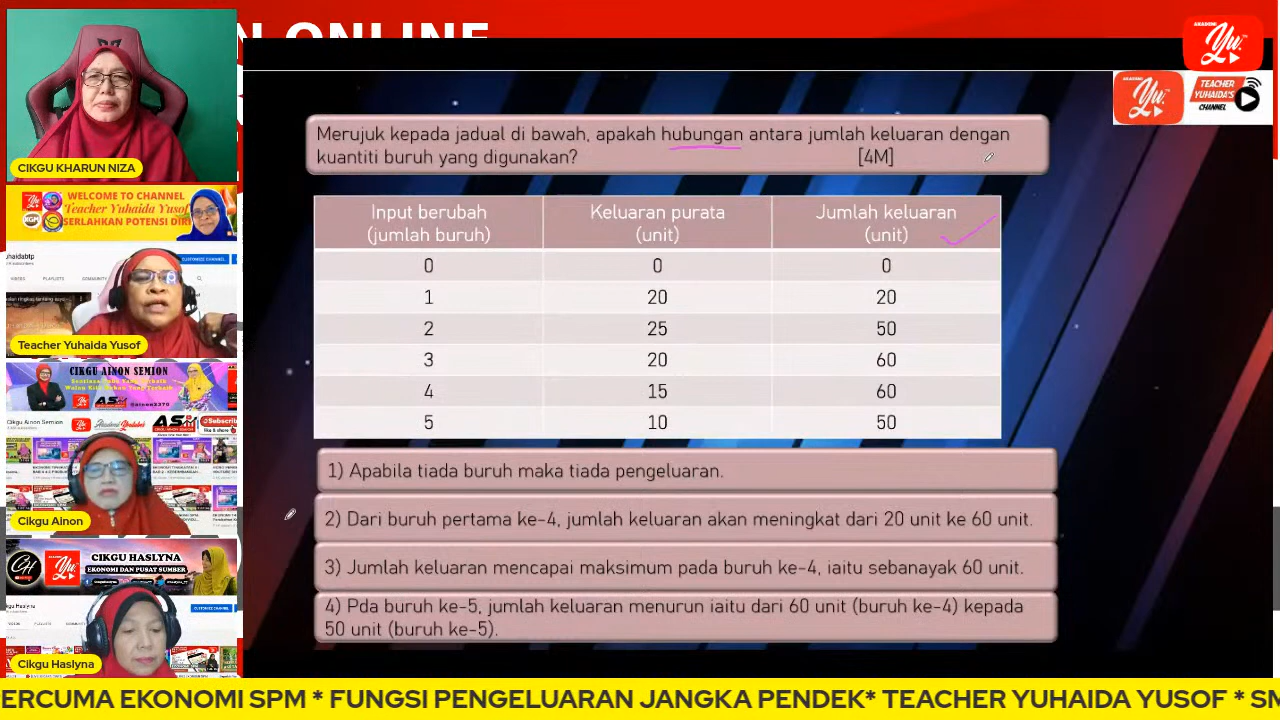 N ONLINE
CIKGU KHARUN NIZA
WELCOME TO CHANNEL
Teacher Yuhaida Yusof
SERLAHKAN POTENSI DIRI
Teacher Yuhaida Yusof
CIKGU AINON SEMION
Cikgu Ainon Semion
Cikgu Ainon
CIKGU HASLYNA
EKONOMI DAN PUSAT SUMBER
Cikgu Haslyna
AKADEMI
Yu.
AKADEMI
Yu.
TEACHER
YUHAIDA'S
CHANNEL
Merujuk kepada jadual di bawah, apakah hubungan antara jumlah keluaran dengan
kuantiti buruh yang digunakan? [4M]
Input berubah (jumlah buruh) Keluaran purata (unit) Jumlah keluaran (unit)
0 0 0
1 20 20
2 25 50
3 20 60
4 15 60
5 10 50
1) Apabila tiada buruh maka tiada pengeluaran.
2) Dari buruh pertama ke-4, jumlah keluaran akan meningkat dari 20 unit ke 60 unit.
3) Jumlah keluaran mencapai maksimum pada buruh ke-4, iaitu sebanayak 60 unit.
4) Pda buruh ke-5, jumlah keluaran menurun iaitu dari 60 unit (buruh ke-4) kepada
50 unit (buruh ke-5).
ERCUMA EKONOMI SPM * FUNGSI PENGELUARAN JANGKA PENDEK* TEACHER YUHAIDA YUSOF * SM